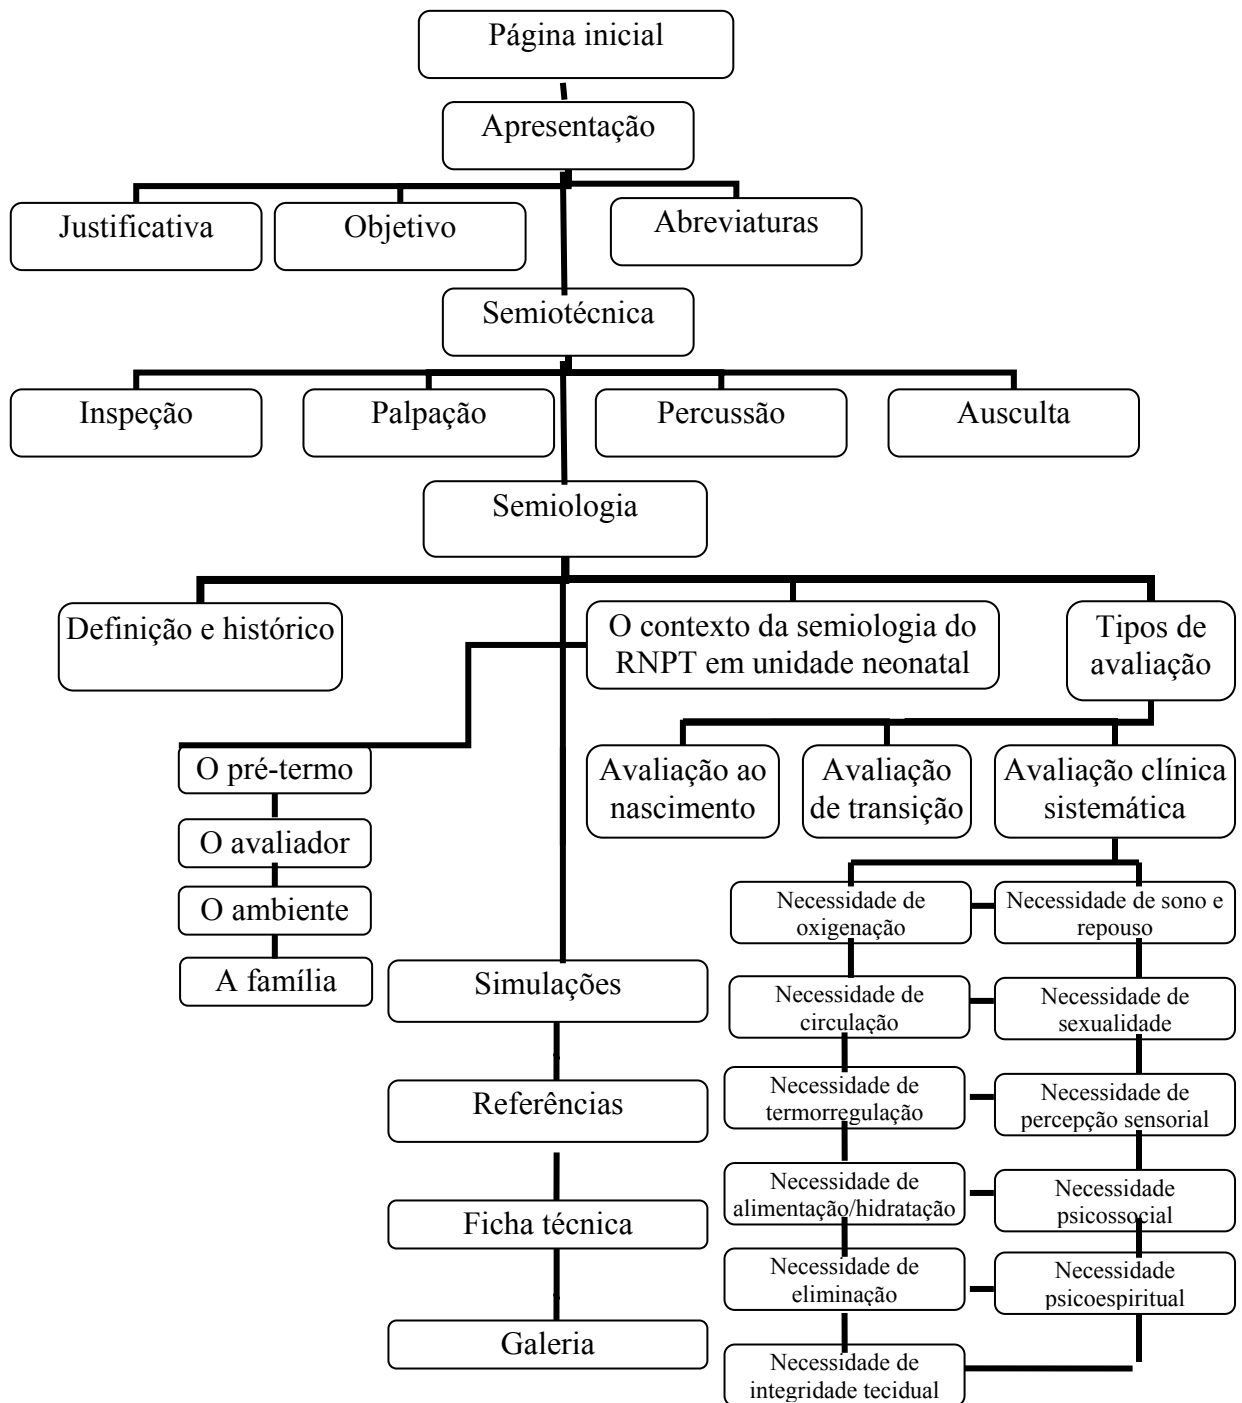 Página inicial
Apresentação
Justificativa
Objetivo
Abreviaturas
Semiotécnica
Inspeção
Palpação
Percussão
Ausculta
Semiologia
Definição e histórico
O contexto da semiologia do
RNPT em unidade neonatal
Tipos de
avaliação
O pré-termo
O avaliador
O ambiente
A família
Avaliação ao
nascimento
Avaliação
de transição
Avaliação clínica
sistemática
Necessidade de
oxigenação
Necessidade de sono e
repouso
Necessidade de
circulação
Necessidade de
sexualidade
Necessidade de
termorregulação
Necessidade de
percepção sensorial
Necessidade de
alimentação/hidratação
Necessidade
psicossocial
Necessidade de
eliminação
Necessidade
psicoespiritual
Necessidade de
integridade tecidual
Simulações
Referências
Ficha técnica
Galeria